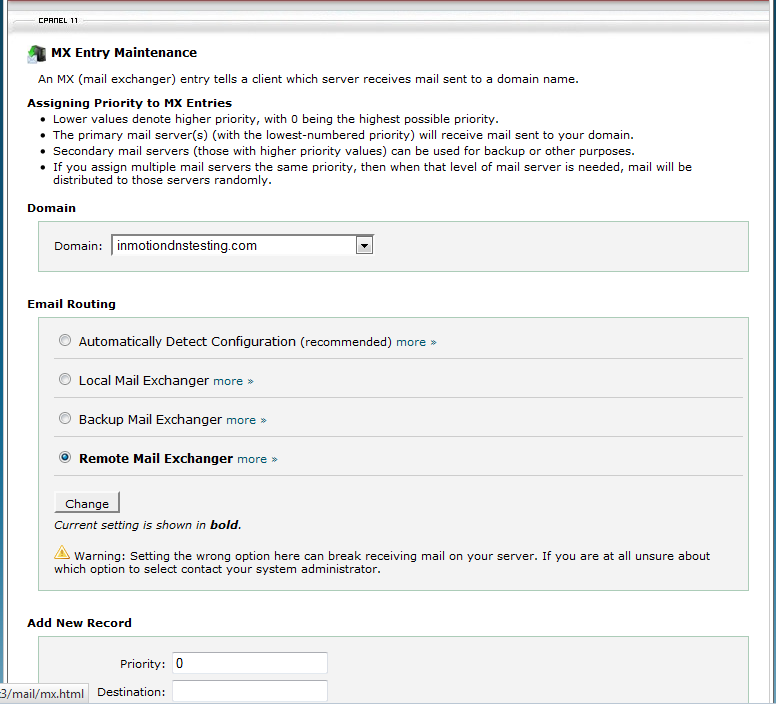 CPANEL 11
MX Entry Maintenance
An MX (mail exchanger) entry tells a client which server receives mail sent to a domain name.
Assigning Priority to MX Entries
• Lower values denote higher priority, with 0 being the highest possible priority.
• The primary mail server(s) (with the lowest-numbered priority) will receive mail sent to your domain.
• Secondary mail servers (those with higher priority values) can be used for backup or other purposes.
• If you assign multiple mail servers the same priority, then when that level of mail server is needed, mail will be
distributed to those servers randomly.
Domain
Domain: inmotiondnstesting.com
Email Routing
Automatically Detect Configuration (recommended) more »
Local Mail Exchanger more »
Backup Mail Exchanger more »
Remote Mail Exchanger more »
Change
Current setting is shown in bold.
Warning: Setting the wrong option here can break receiving mail on your server. If you are at all unsure about
which option to select contact your system administrator.
Add New Record
Priority: 0
Destination:
3/mail/mx.html